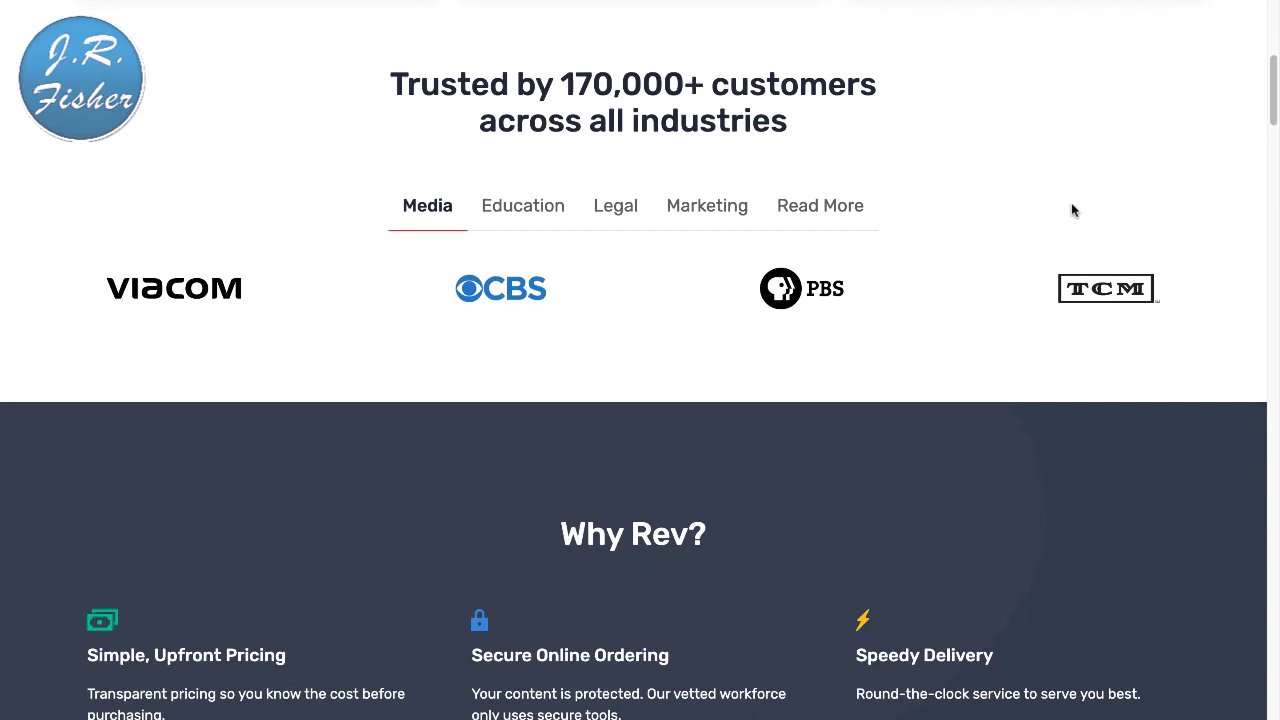 J.R.
Fisher
Trusted by 170,000+ customers
across all industries
Media Education Legal Marketing Read More
VIACOM CBS PBS TCM
Why Rev?
Simple, Upfront Pricing Secure Online Ordering Speedy Delivery
Transparent pricing so you know the cost before Your content is protected. Our vetted workforce Round-the-clock service to serve you best.
purchasing. only uses secure tools.